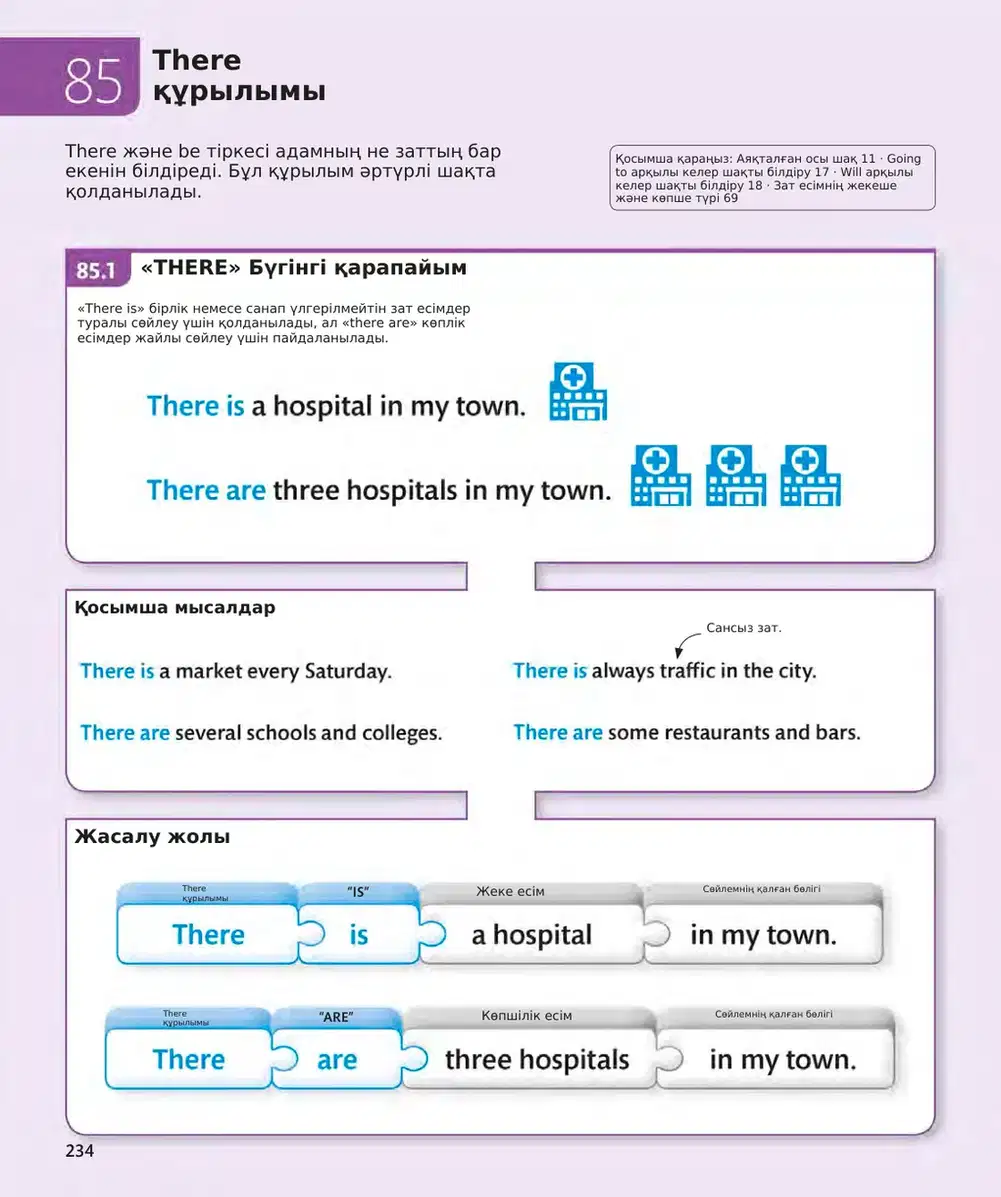 85
There
құрылымы
There және be тіркесі адамның не заттың бар
екенін білдіреді. Бұл құрылым әртүрлі шақта
қолданылады.
Қосымша қараңыз: Аяқталған осы шақ 11 · Going
to арқылы келер шақты білдіру 17 · Will арқылы
келер шақты білдіру 18 · Зат есімнің жекеше
және көпше түрі 69
85.1 «THERE» Бүгінгі қарапайым
«There is» бірлік немесе санап үлгерілмейтін зат есімдер
туралы сөйлеу үшін қолданылады, ал «there are» көплік
есімдер жайлы сөйлеу үшін пайдаланылады.
There is a hospital in my town.
There are three hospitals in my town.
Қосымша мысалдар
There is a market every Saturday.
There are several schools and colleges.
Сансыз зат.
There is always traffic in the city.
There are some restaurants and bars.
Жасалу жолы
There
құрылымы
"IS"
Жеке есім
Сөйлемнің қалған бөлігі
There is a hospital in my town.
There
құрылымы
"ARE"
Көпшілік есім
Сөйлемнің қалған бөлігі
There are three hospitals in my town.
234